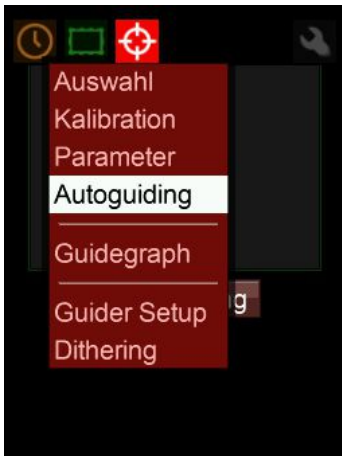 Auswahl
Kalibration
Parameter
Autoguiding
Guidegraph
g
Guider Setup
Dithering